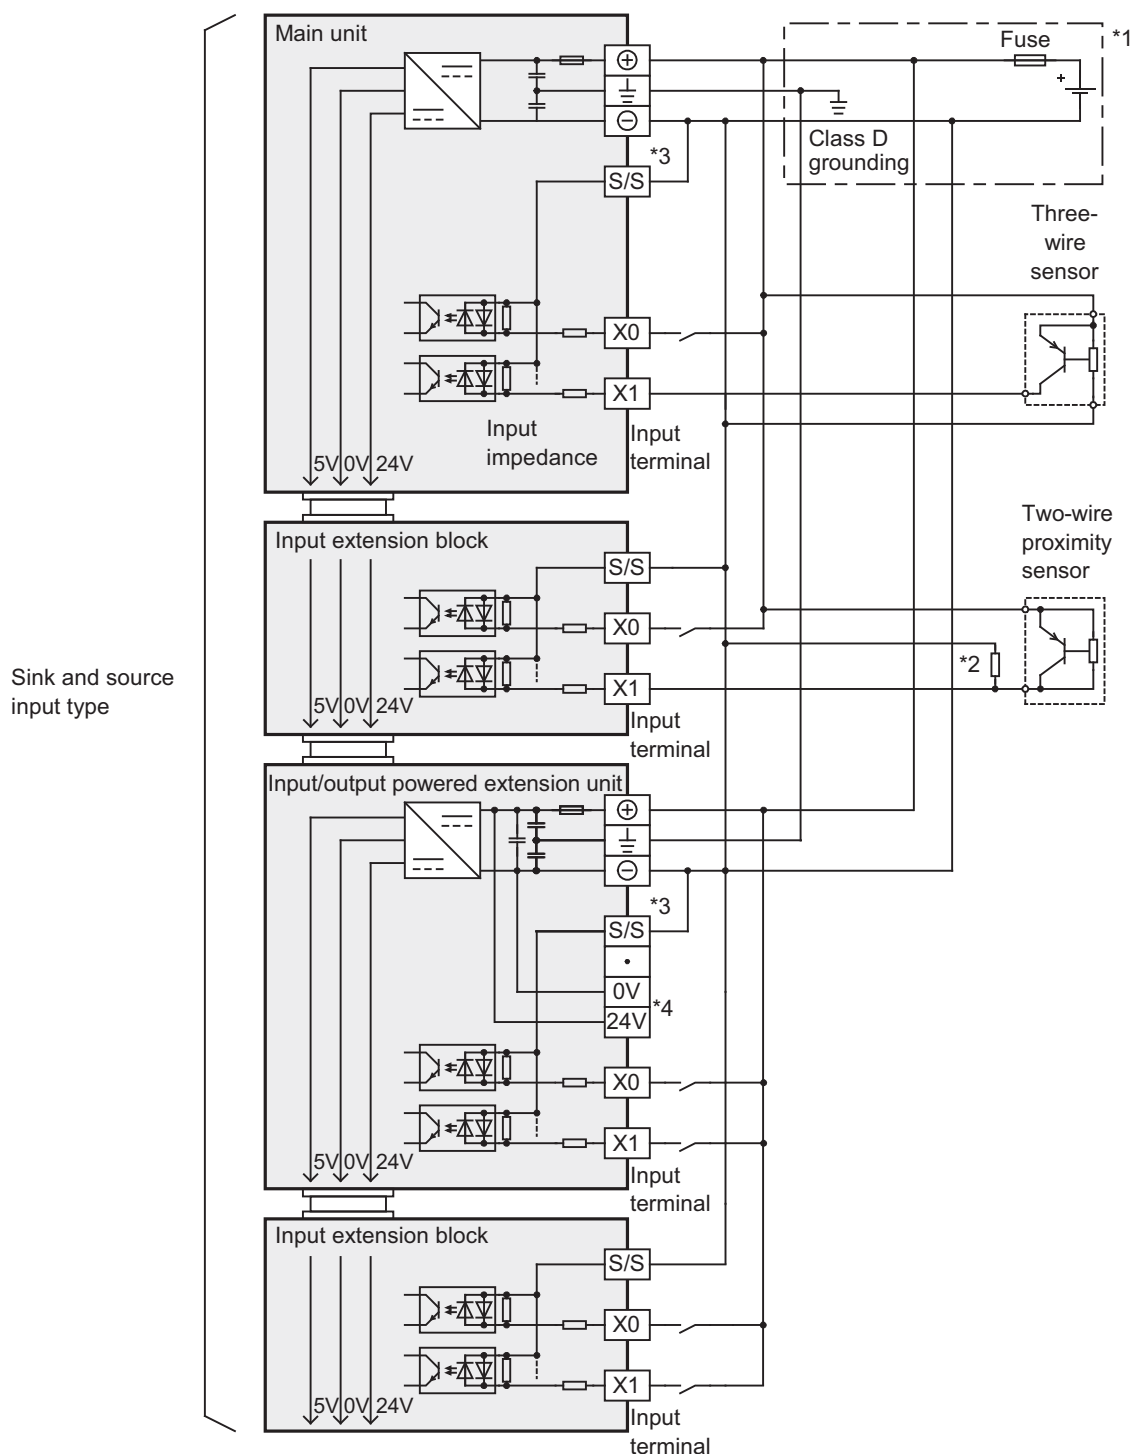 Main unit
Fuse
*1
+
Class D
grounding
*3
S/S
Three-
wire
sensor
X0
X1
Input
impedance
Input
terminal
5V 0V 24V
Input extension block
S/S
Two-wire
proximity
sensor
X0
*2
X1
Sink and source
input type
5V 0V 24V
Input
terminal
Input/output powered extension unit
*3
S/S
•
0V
*4
24V
X0
X1
5V 0V 24V
Input
terminal
Input extension block
S/S
X0
X1
5V 0V 24V
Input
terminal